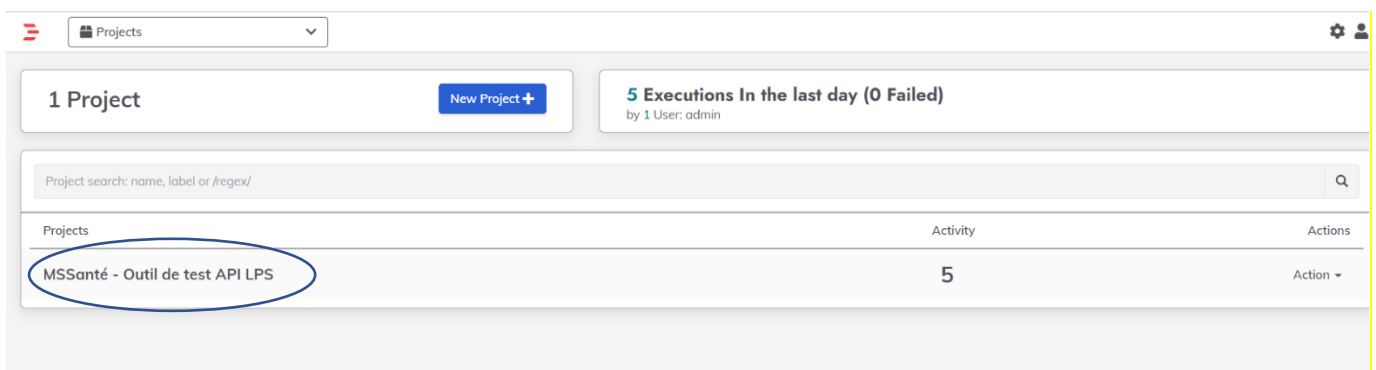 Projects
1 Project
New Project
5 Executions In the last day (0 Failed)
by 1 User: admin
Project search: name, label or /regex/
Projects Activity Actions
MSSanté - Outil de test API LPS 5 Action